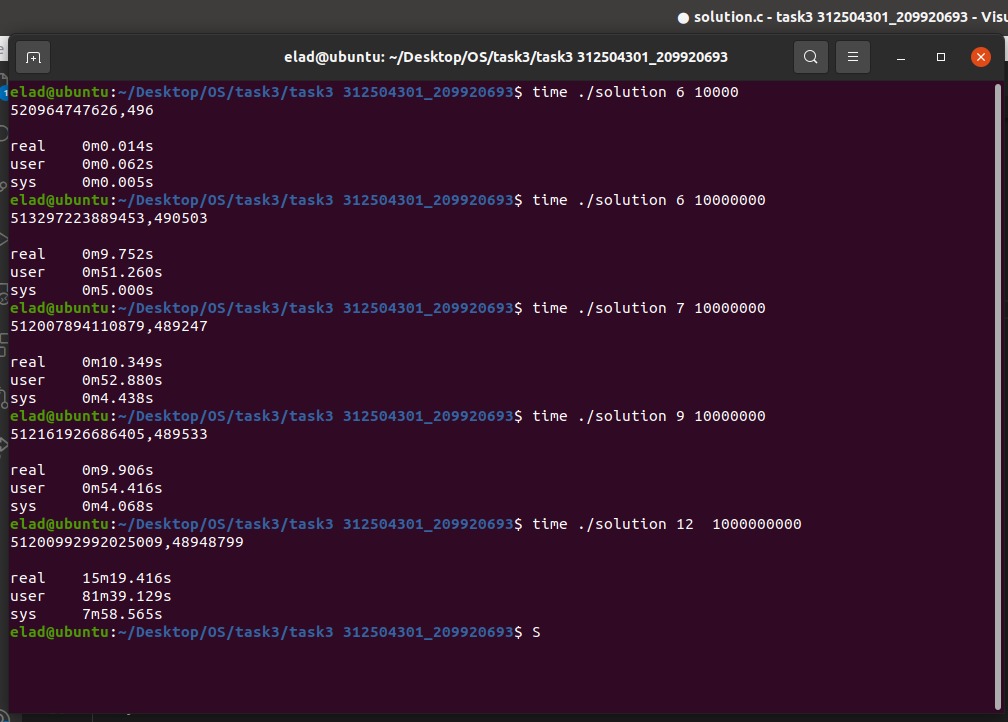 ● solution.c - task3 312504301_209920693 - Visu
elad@ubuntu: ~/Desktop/OS/task3/task3 312504301_209920693
elad@ubuntu:~/Desktop/OS/task3/task3 312504301_209920693$ time ./solution 6 10000
520964747626,496
real 0m0.014s
user 0m0.062s
sys 0m0.005s
elad@ubuntu:~/Desktop/OS/task3/task3 312504301_209920693$ time ./solution 6 10000000
513297223889453,490503
real 0m9.752s
user 0m51.260s
sys 0m5.000s
elad@ubuntu:~/Desktop/OS/task3/task3 312504301_209920693$ time ./solution 7 10000000
512007894110879,489247
real 0m10.349s
user 0m52.880s
sys 0m4.438s
elad@ubuntu:~/Desktop/OS/task3/task3 312504301_209920693$ time ./solution 9 10000000
512161926686405,489533
real 0m9.906s
user 0m54.416s
sys 0m4.068s
elad@ubuntu:~/Desktop/OS/task3/task3 312504301_209920693$ time ./solution 12  1000000000
51200992992025009,48948799
real 15m19.416s
user 81m39.129s
sys 7m58.565s
elad@ubuntu:~/Desktop/OS/task3/task3 312504301_209920693$ S